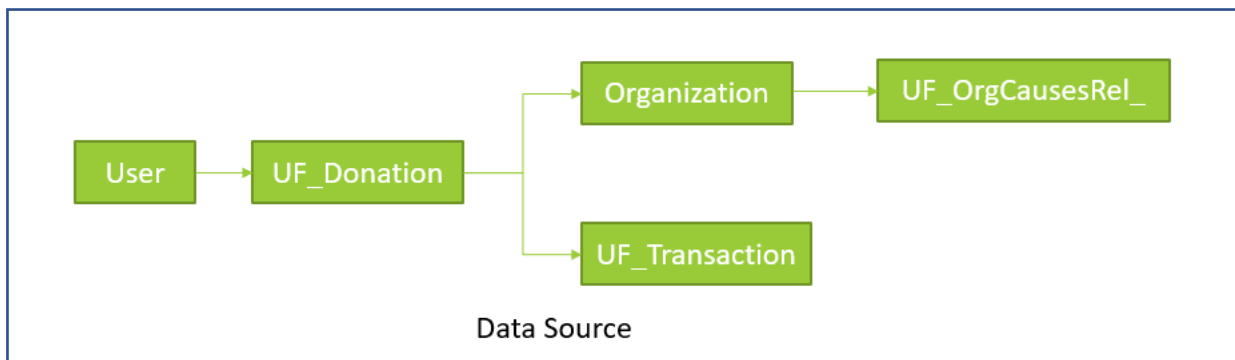 Organization
UF_OrgCausesRel_
User
UF_Donation
UF_Transaction
Data Source